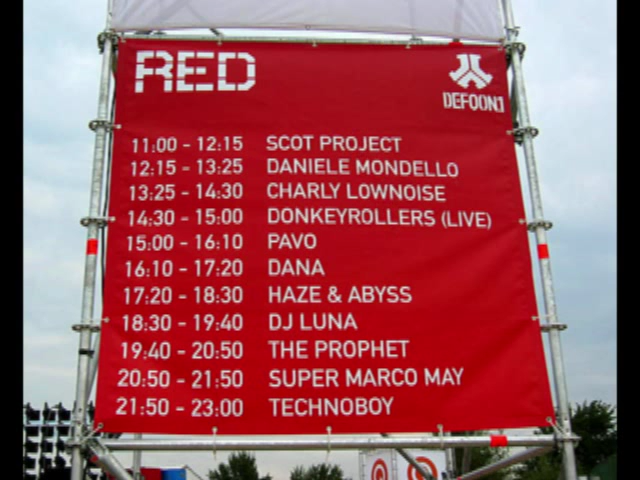 RED
DEFQON.1
11:00 - 12:15 SCOT PROJECT
12:15 - 13:25 DANIELE MONDELLO
13:25 - 14:30 CHARLY LOWNOISE
14:30 - 15:00 DONKEYROLLERS (LIVE)
15:00 - 16:10 PAVO
16:10 - 17:20 DANA
17:20 - 18:30 HAZE & ABYSS
18:30 - 19:40 DJ LUNA
19:40 - 20:50 THE PROPHET
20:50 - 21:50 SUPER MARCO MAY
21:50 - 23:00 TECHNOBOY